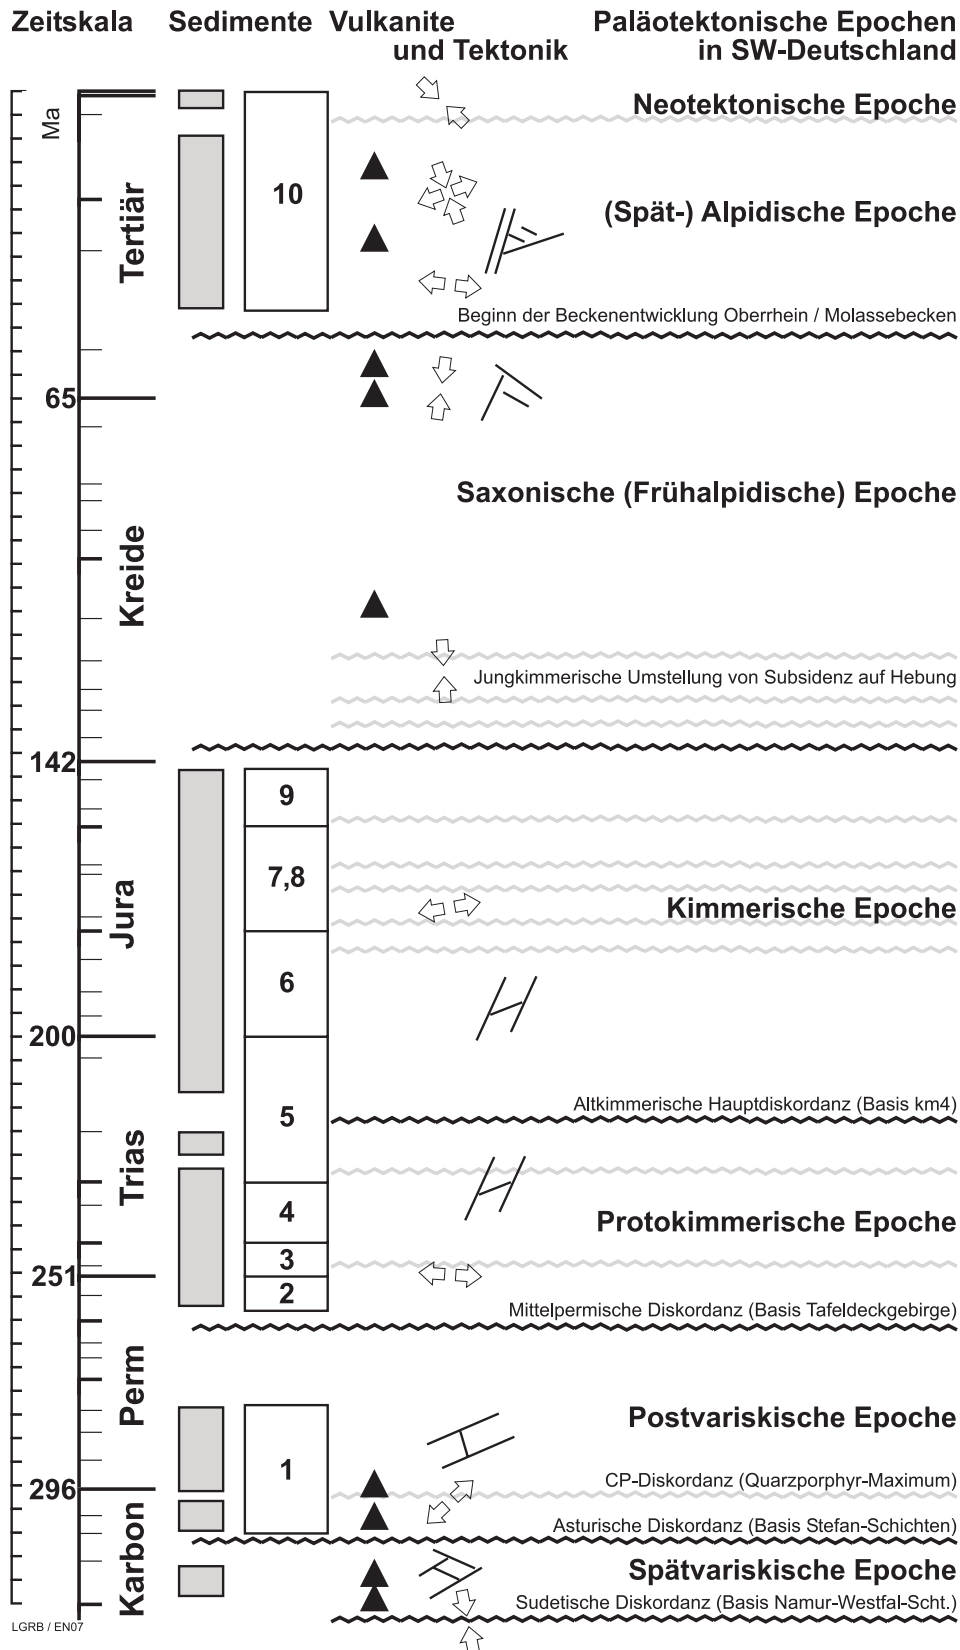 Zeitskala
Sedimente
Vulkanite
und Tektonik
Paläotektonische Epochen
in SW-Deutschland
Ma
Neotektonische Epoche
10
Tertiär
(Spät-) Alpidische Epoche
Beginn der Beckenentwicklung Oberrhein / Molassebecken
65
Saxonische (Frühalpidische) Epoche
Kreide
Jungkimmerische Umstellung von Subsidenz auf Hebung
142
9
7,8
Jura
Kimmerische Epoche
6
200
5
Altkimmerische Hauptdiskordanz (Basis km4)
Trias
4
Protokimmerische Epoche
3
251
2
Mittelpermische Diskordanz (Basis Tafeldeckgebirge)
Perm
Postvariskische Epoche
1
CP-Diskordanz (Quarzporphyr-Maximum)
296
Asturische Diskordanz (Basis Stefan-Schichten)
Karbon
Spätvariskische Epoche
Sudetische Diskordanz (Basis Namur-Westfal-Scht.)
LGRB / EN07